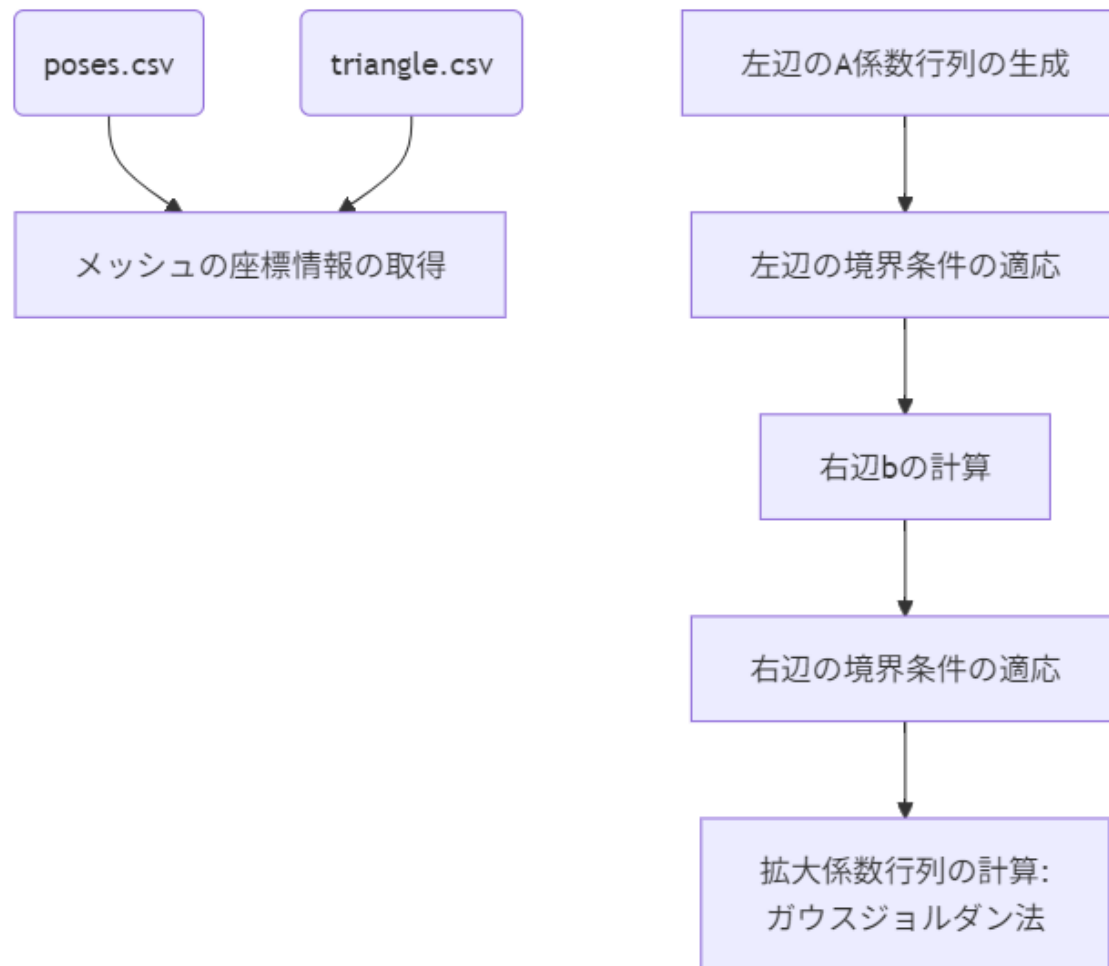 poses.csv
triangle.csv
メッシュの座標情報の取得
左辺のA係数行列の生成
左辺の境界条件の適応
右辺bの計算
右辺の境界条件の適応
拡大係数行列の計算:
ガウスジョルダン法